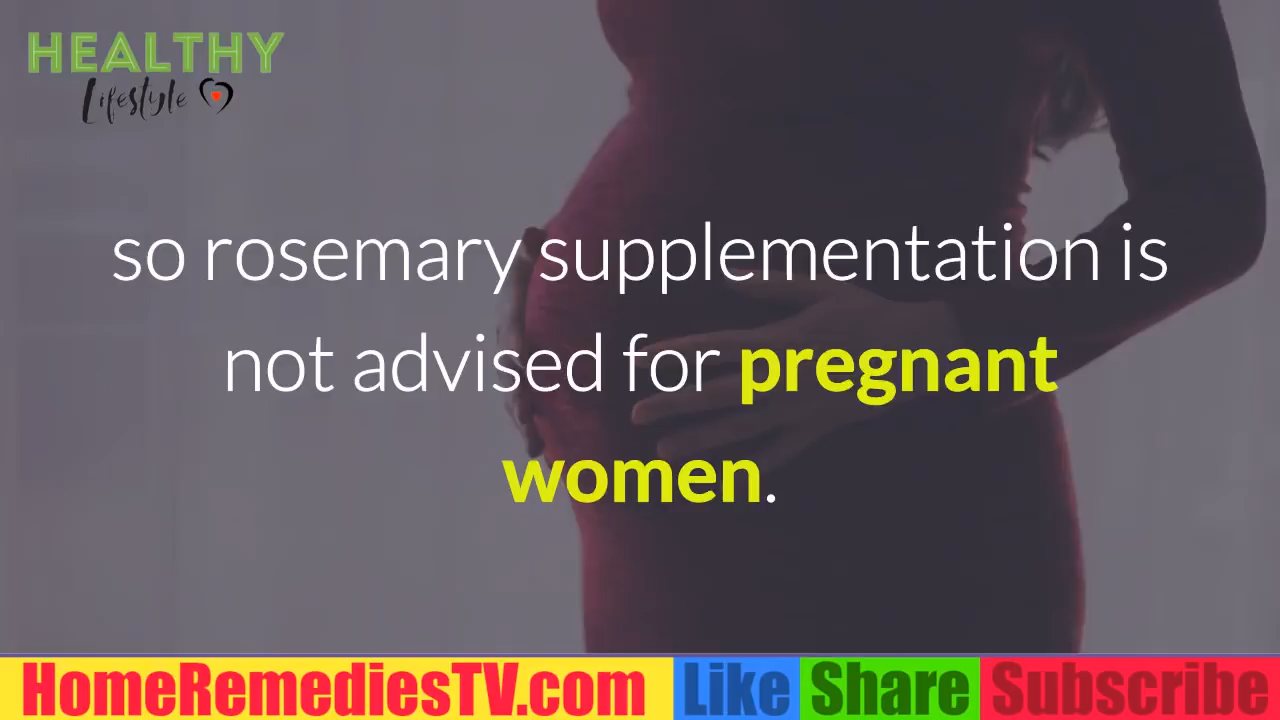 HEALTHY
Lifestyle
so rosemary supplementation is
not advised for pregnant
women.
HomeRemediesTV.com Like Share Subscribe